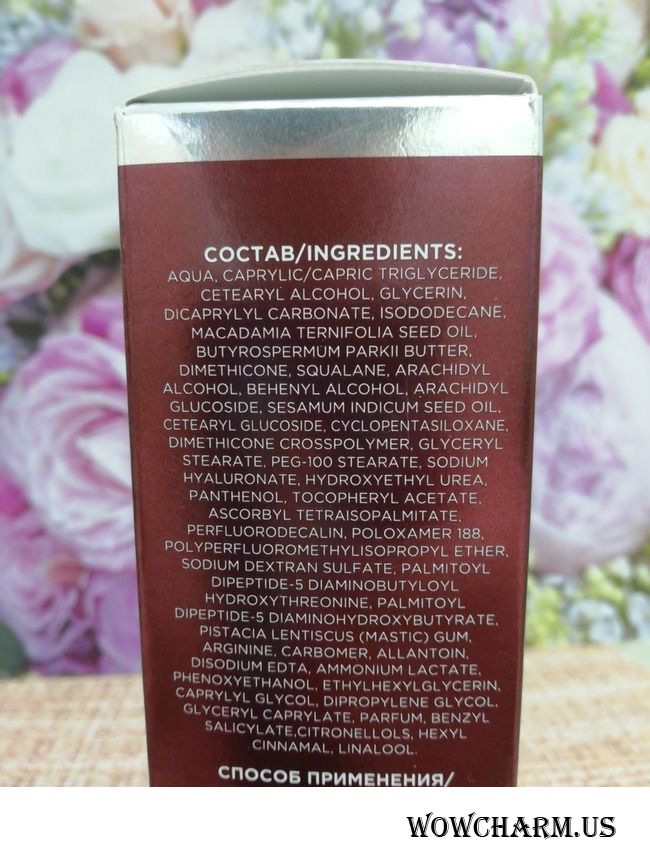 СОСТАВ/INGREDIENTS:
AQUA, CAPRYLIC/CAPRIC TRIGLYCERIDE,
CETEARYL ALCOHOL, GLYCERIN,
DICAPRYLYL CARBONATE, ISODODECANE,
MACADAMIA TERNIFOLIA SEED OIL,
BUTYROSPERMUM PARKII BUTTER,
DIMETHICONE, SQUALANE, ARACHIDYL
ALCOHOL, BEHENYL ALCOHOL, ARACHIDYL
GLUCOSIDE, SESAMUM INDICUM SEED OIL,
CETEARYL GLUCOSIDE, CYCLOPENTASILOXANE,
DIMETHICONE CROSSPOLYMER, GLYCERYL
STEARATE, PEG-100 STEARATE, SODIUM
HYALURONATE, HYDROXYETHYL UREA,
PANTHENOL, TOCOPHERYL ACETATE,
ASCORBYL TETRAISOPALMITATE,
PERFLUORODECALIN, POLOXAMER 188,
POLYPERFLUOROMETHYLISOPROPYL ETHER,
SODIUM DEXTRAN SULFATE, PALMITOYL
DIPEPTIDE-5 DIAMINOBUTYLOYL
HYDROXYTHREONINE, PALMITOYL
DIPEPTIDE-5 DIAMINOHYDROXYBUTYRATE,
PISTACIA LENTISCUS (MASTIC) GUM,
ARGININE, CARBOMER, ALLANTOIN,
DISODIUM EDTA, AMMONIUM LACTATE,
PHENOXYETHANOL, ETHYLHEXYLGLYCERIN,
CAPRYLYL GLYCOL, DIPROPYLENE GLYCOL,
GLYCERYL CAPRYLATE, PARFUM, BENZYL
SALICYLATE,CITRONELLOLS, HEXYL
CINNAMAL, LINALOOL.
СПОСОБ ПРИМЕНЕНИЯ/
WOWCHARM.US